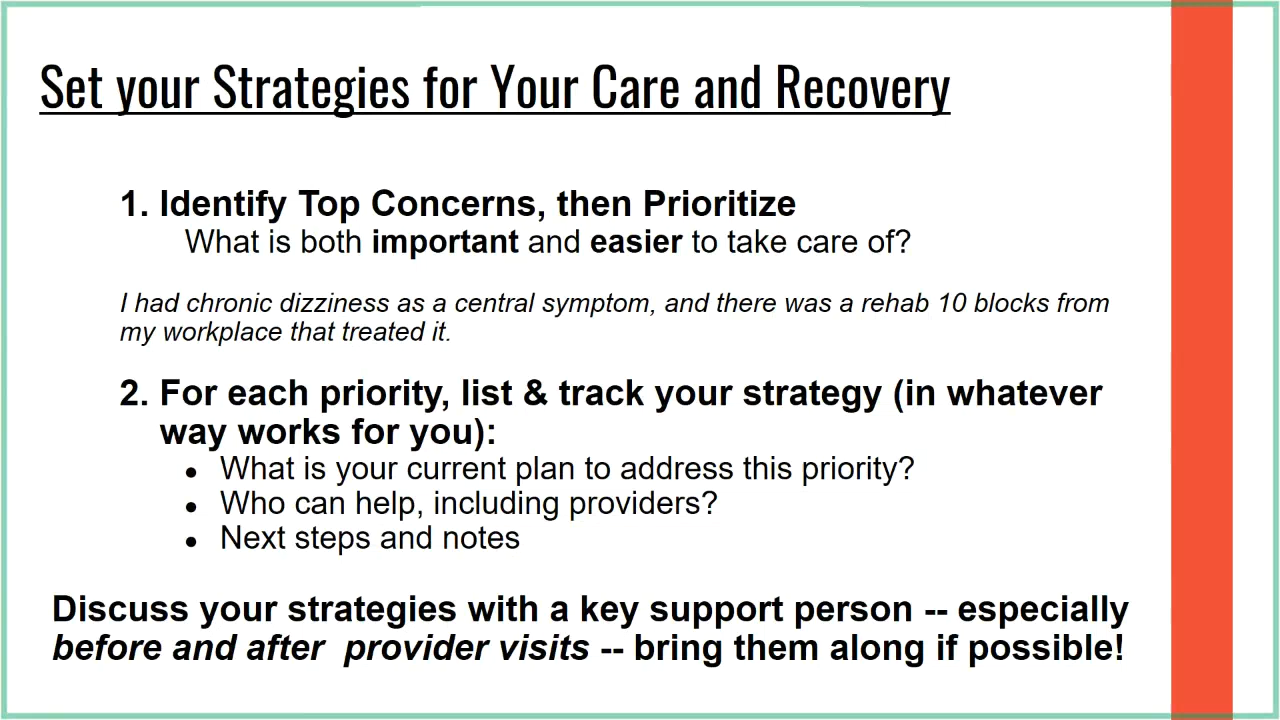 Set your Strategies for Your Care and Recovery
1. Identify Top Concerns, then Prioritize
What is both important and easier to take care of?
I had chronic dizziness as a central symptom, and there was a rehab 10 blocks from
my workplace that treated it.
2. For each priority, list & track your strategy (in whatever
way works for you):
● What is your current plan to address this priority?
● Who can help, including providers?
● Next steps and notes
Discuss your strategies with a key support person -- especially
before and after  provider visits -- bring them along if possible!